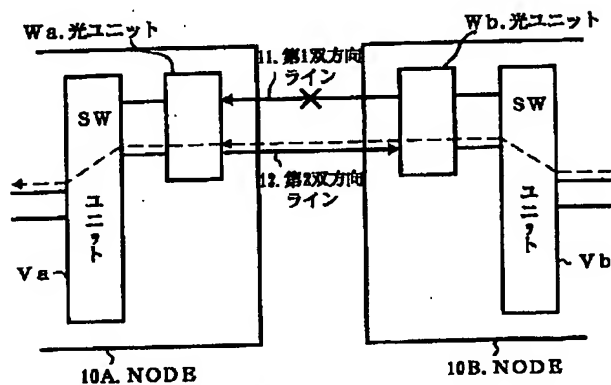 Wa.光ユニット
Wb.光ユニット
11.第1双方向
ライン
SW
ユニット
SW
ユニット
12.第2双方向
ライン
Va
Vb
10A. NODE
10B. NODE